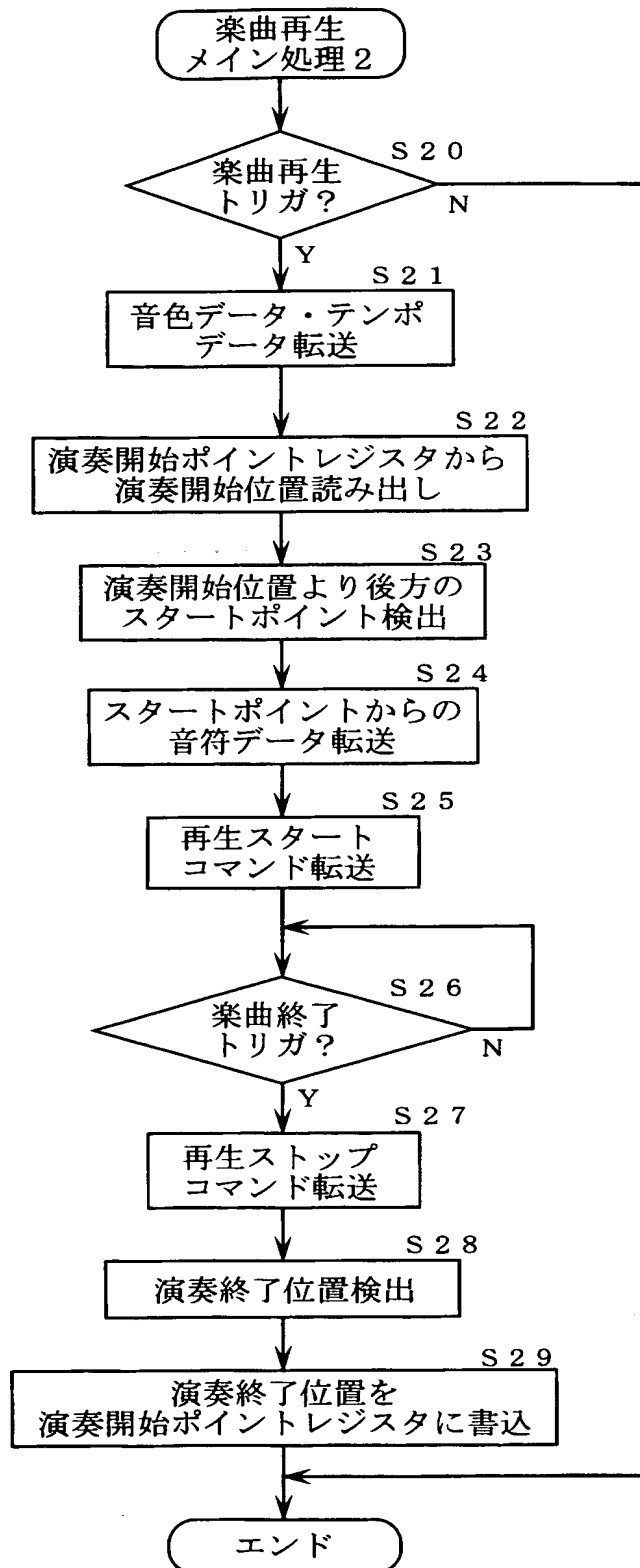 楽曲再生
メイン処理２
Ｓ２０
楽曲再生
トリガ？
Ｎ
Ｙ
Ｓ２１
音色データ・テンポ
データ転送
Ｓ２２
演奏開始ポイントレジスタから
演奏開始位置読み出し
Ｓ２３
演奏開始位置より後方の
スタートポイント検出
Ｓ２４
スタートポイントからの
音符データ転送
Ｓ２５
再生スタート
コマンド転送
Ｓ２６
楽曲終了
トリガ？
Ｎ
Ｙ
Ｓ２７
再生ストップ
コマンド転送
Ｓ２８
演奏終了位置検出
Ｓ２９
演奏終了位置を
演奏開始ポイントレジスタに書込
エンド